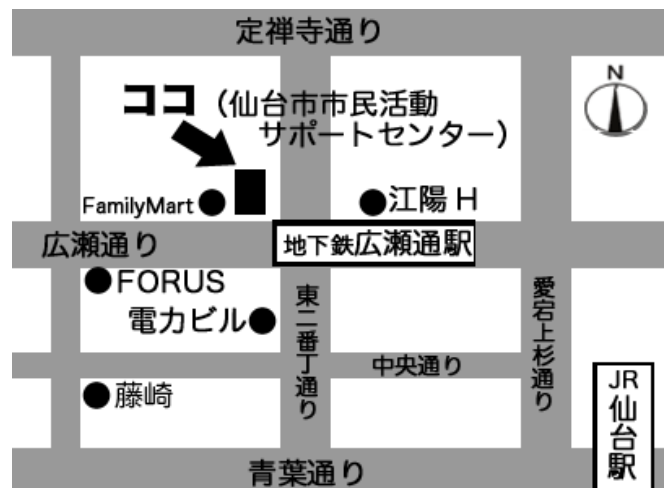 定禅寺通り
N
ココ（仙台市市民活動
サポートセンター）
FamilyMart
江陽 H
広瀬通り
地下鉄広瀬通駅
FORUS
電力ビル
東二番丁通り
愛宕上杉通り
中央通り
藤崎
JR仙台駅
青葉通り